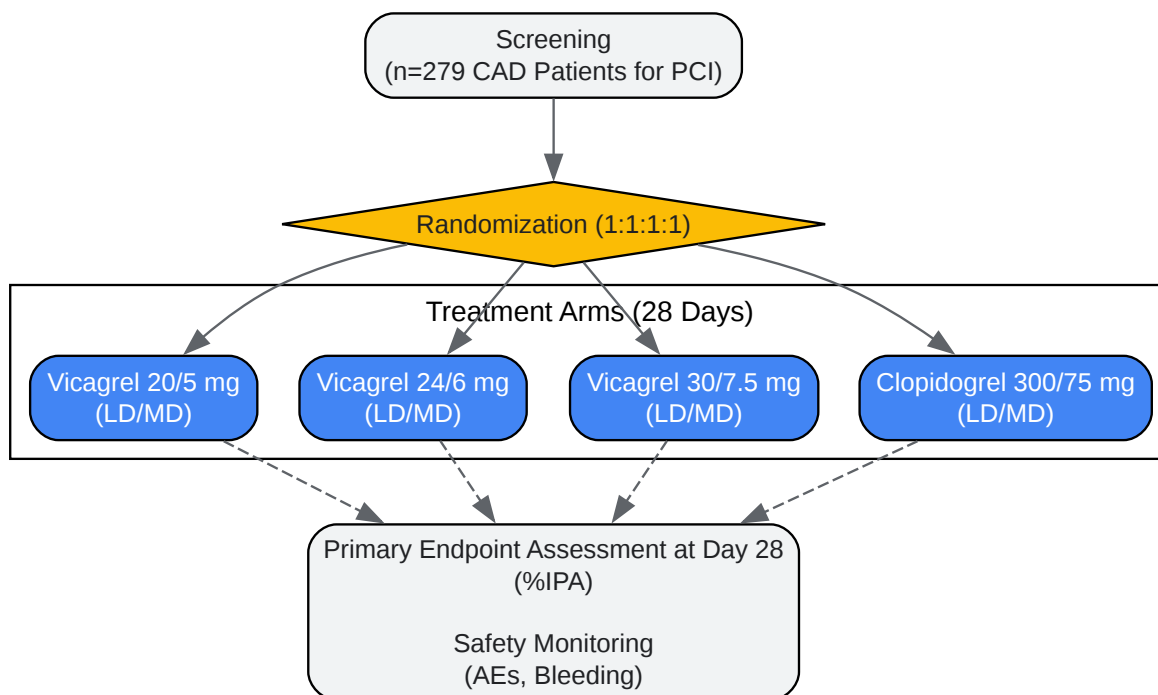 Screening
(n=279 CAD Patients for PCI)
Randomization (1:1:1:1)
Treatment Arms (28 Days)
Vicagrel 20/5 mg
(LD/MD)
Vicagrel 24/6 mg
(LD/MD)
Vicagrel 30/7.5 mg
(LD/MD)
Clopidogrel 300/75 mg
(LD/MD)
Primary Endpoint Assessment at Day 28
(%IPA)
Safety Monitoring
(AEs, Bleeding)